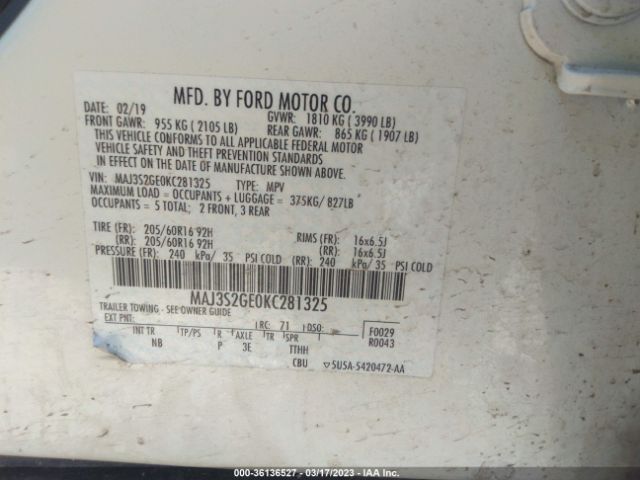 MFD. BY FORD MOTOR CO.
DATE: 02/19 GVWR: 1810 KG ( 3990 LB)
FRONT GAWR: 955 KG ( 2105 LB) REAR GAWR: 865 KG ( 1907 LB)
THIS VEHICLE CONFORMS TO ALL APPLICABLE FEDERAL MOTOR
VEHICLE SAFETY AND THEFT PREVENTION STANDARDS
IN EFFECT ON THE DATE OF MANUFACTURE SHOWN ABOVE.
VIN: MAJ3S2GE0KC281325 TYPE: MPV
MAXIMUM LOAD = OCCUPANTS + LUGGAGE = 375KG/ 827LB
OCCUPANTS = 5 TOTAL; 2 FRONT, 3 REAR
TIRE (FR): 205/60R16 92H RIMS (FR): 16x6.5J
(RR): 205/60R16 92H (RR): 16x6.5J
PRESSURE (FR): 240 kPa/ 35 PSI COLD (RR): 240 kPa/ 35 PSI COLD
MAJ3S2GE0KC281325
TRAILER TOWING - SEE OWNER GUIDE
EXT PNT: RC: 71 DSO: F0029
R0043
INT TR TP/PS R AXLE TR SPR
NB P 3E TTHH
CBU ▽5U5A-5420472-AA
000-36136527 - 03/17/2023 - IAA Inc.